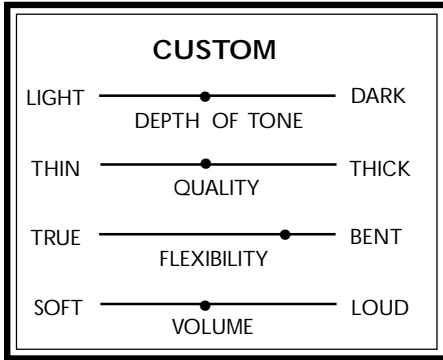 CUSTOM
LIGHT DARK
DEPTH OF TONE
THIN THICK
QUALITY
TRUE BENT
FLEXIBILITY
SOFT LOUD
VOLUME